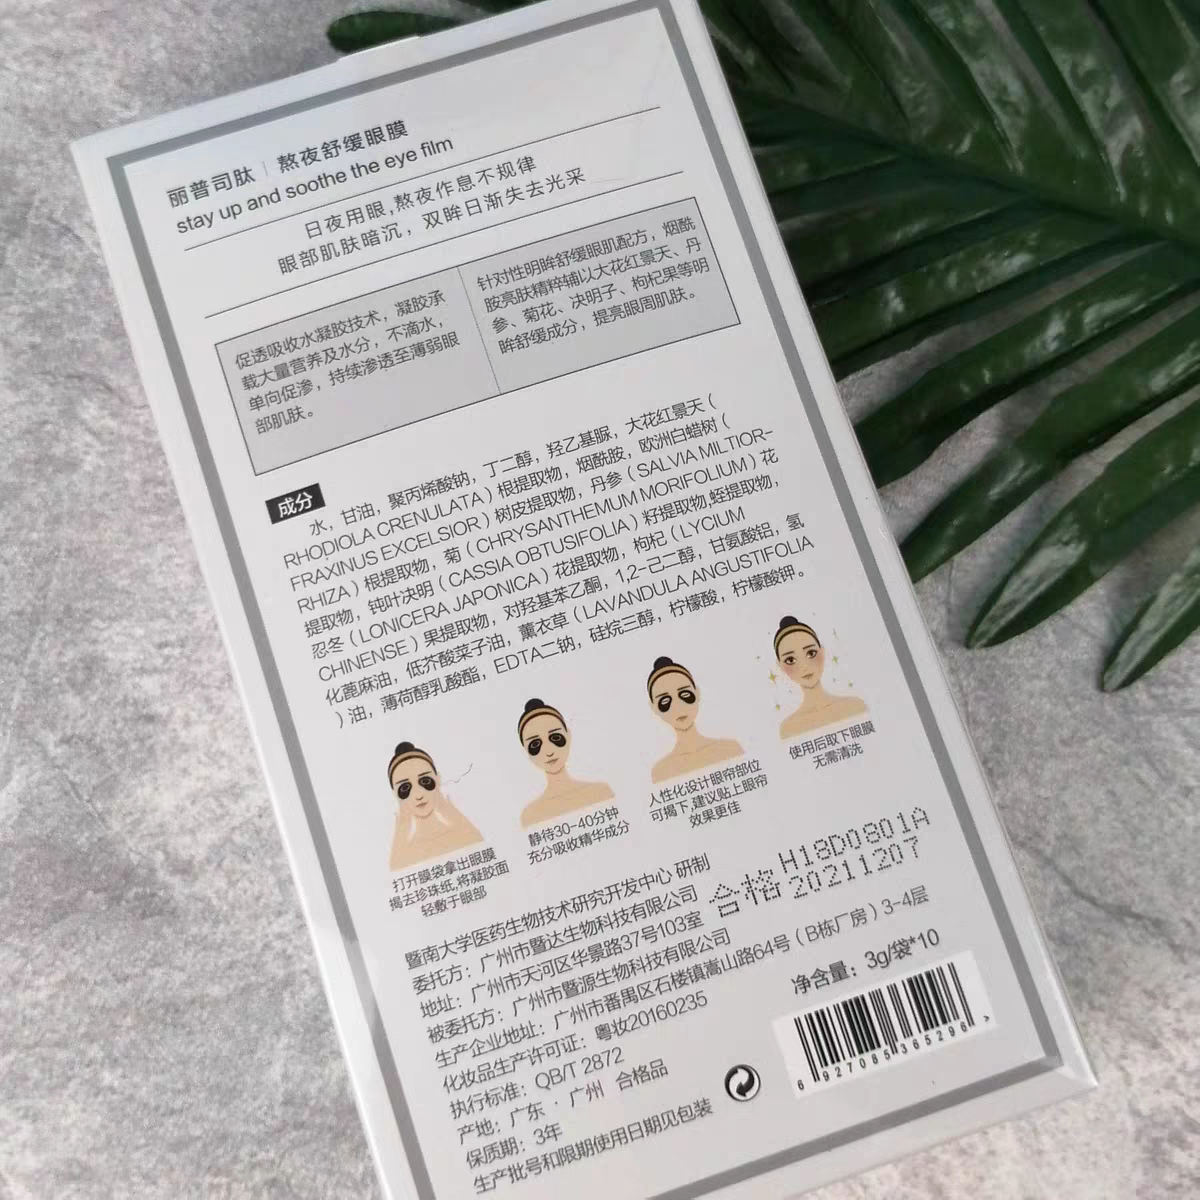 丽普司肽 | 熬夜舒缓眼膜
stay up and soothe the eye film
日夜用眼,熬夜作息不规律
眼部肌肤暗沉，双眸日渐失去光采
促透吸收水凝胶技术，凝胶承
载大量营养及水分，不滴水，
单向促渗，持续渗透至薄弱眼
部肌肤。
针对性明眸舒缓眼肌配方，烟酰
胺亮肤精粹辅以大花红景天、丹
参、菊花、决明子、枸杞果等明
眸舒缓成分，提亮眼周肌肤。
成分
水，甘油，聚丙烯酸钠，丁二醇，羟乙基脲，大花红景天（
RHODIOLA CRENULATA）根提取物，烟酰胺，欧洲白蜡树（
FRAXINUS EXCELSIOR）树皮提取物，丹参（SALVIA MILTIOR-
RHIZA）根提取物，菊（CHRYSANTHEMUM MORIFOLIUM）花
提取物，钝叶决明（CASSIA OBTUSIFOLIA）籽提取物,蛭提取物，
忍冬（LONICERA JAPONICA）花提取物，枸杞（LYCIUM
CHINENSE）果提取物，对羟基苯乙酮，1,2-己二醇，甘氨酸铝，氢
化蓖麻油，低芥酸菜子油，薰衣草（LAVANDULA ANGUSTIFOLIA
）油，薄荷醇乳酸酯，EDTA二钠，硅烷三醇，柠檬酸，柠檬酸钾。
打开膜袋拿出眼膜
揭去珍珠纸,将凝胶面
轻敷于眼部
静待30-40分钟
充分吸收精华成分
人性化设计眼帘部位
可揭下,建议贴上眼帘
效果更佳
使用后取下眼膜
无需清洗
暨南大学医药生物技术研究开发中心 研制
委托方：广州市暨达生物科技有限公司
地址：广州市天河区华景路37号103室
被委托方：广州市暨源生物科技有限公司
生产企业地址：广州市番禺区石楼镇嵩山路64号（B栋厂房）3-4层
化妆品生产许可证：粤妆20160235
执行标准：QB/T 2872
产地：广东·广州 合格品
保质期：3年
生产批号和限期使用日期见包装
合格 H18D0801A
20211207
净含量：3g/袋*10
6 927085 365296 >